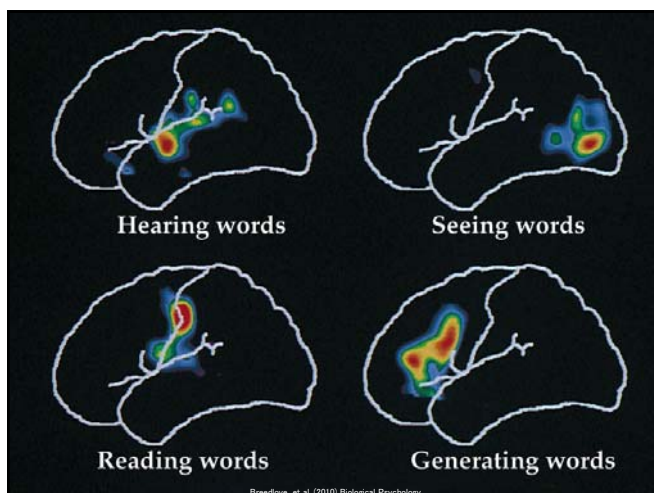 Hearing words
Seeing words
Reading words
Generating words
Breedlove, et al. (2010) Biological Psychology